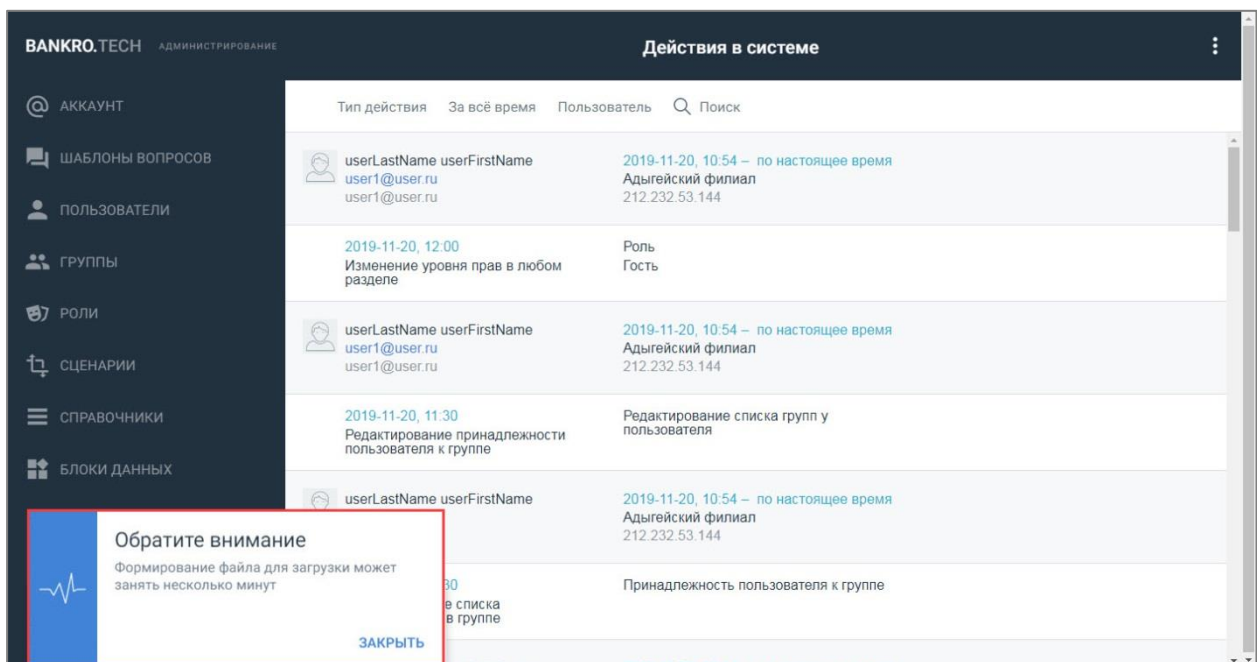 BANKRO.TECH АДМИНИСТРИРОВАНИЕ
Действия в системе
АККАУНТ
ШАБЛОНЫ ВОПРОСОВ
ПОЛЬЗОВАТЕЛИ
ГРУППЫ
РОЛИ
СЦЕНАРИИ
СПРАВОЧНИКИ
БЛОКИ ДАННЫХ
Тип действия За всё время Пользователь Поиск
userLastName userFirstName
user1@user.ru
user1@user.ru
2019-11-20, 10:54 – по настоящее время
Адыгейский филиал
212.232.53.144
2019-11-20, 12:00
Изменение уровня прав в любом
разделе
Роль
Гость
userLastName userFirstName
user1@user.ru
user1@user.ru
2019-11-20, 10:54 – по настоящее время
Адыгейский филиал
212.232.53.144
2019-11-20, 11:30
Редактирование принадлежности
пользователя к группе
Редактирование списка групп у
пользователя
userLastName userFirstName
2019-11-20, 10:54 – по настоящее время
Адыгейский филиал
212.232.53.144
30
е списка
в группе
Принадлежность пользователя к группе
Обратите внимание
Формирование файла для загрузки может
занять несколько минут
ЗАКРЫТЬ